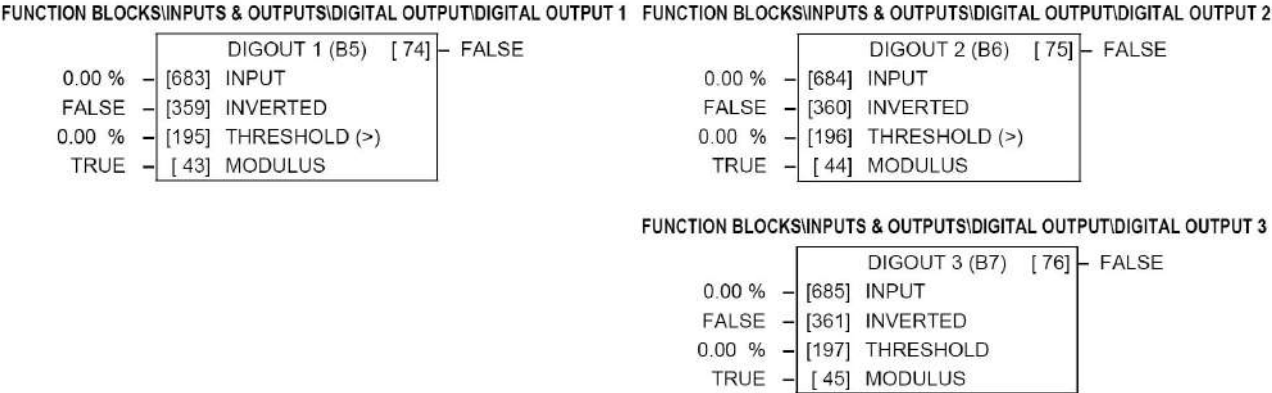 FUNCTION BLOCKS\INPUTS & OUTPUTS\DIGITAL OUTPUT\DIGITAL OUTPUT 1
DIGOUT 1 (B5) [ 74] – FALSE
0.00 % – [683] INPUT
FALSE – [359] INVERTED
0.00 % – [195] THRESHOLD (>)
TRUE – [ 43] MODULUS
FUNCTION BLOCKS\INPUTS & OUTPUTS\DIGITAL OUTPUT\DIGITAL OUTPUT 2
DIGOUT 2 (B6) [ 75] – FALSE
0.00 % – [684] INPUT
FALSE – [360] INVERTED
0.00 % – [196] THRESHOLD (>)
TRUE – [ 44] MODULUS
FUNCTION BLOCKS\INPUTS & OUTPUTS\DIGITAL OUTPUT\DIGITAL OUTPUT 3
DIGOUT 3 (B7) [ 76] – FALSE
0.00 % – [685] INPUT
FALSE – [361] INVERTED
0.00 % – [197] THRESHOLD
TRUE – [ 45] MODULUS